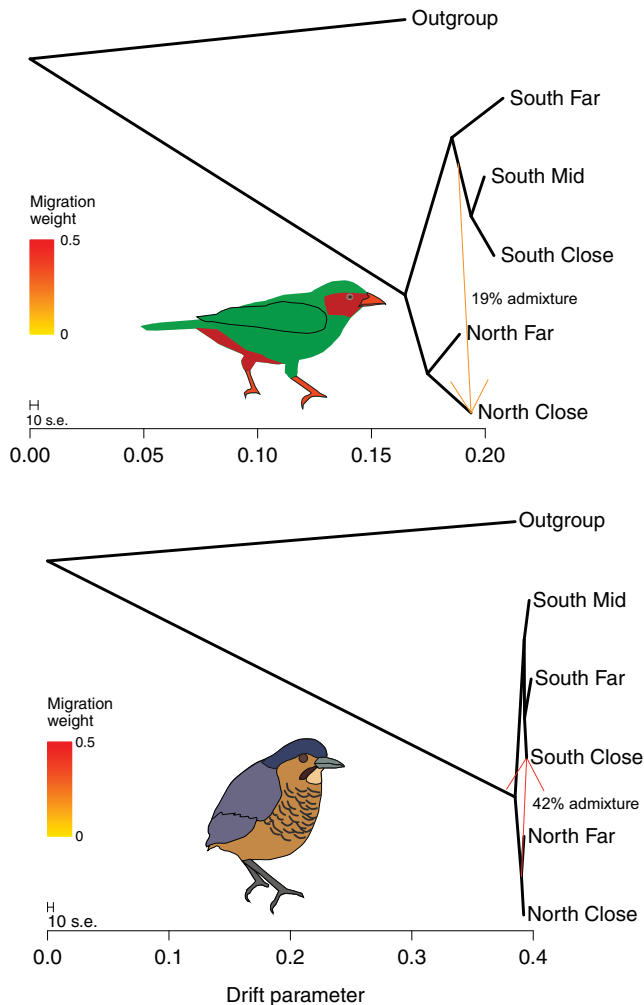 Outgroup
South Far
South Mid
South Close
Migration
weight
0.5
0
19% admixture
North Far
North Close
10 s.e.
0.00 0.05 0.10 0.15 0.20
Outgroup
South Mid
South Far
Migration
weight
0.5
0
South Close
42% admixture
North Far
North Close
10 s.e.
0.0 0.1 0.2 0.3 0.4
Drift parameter